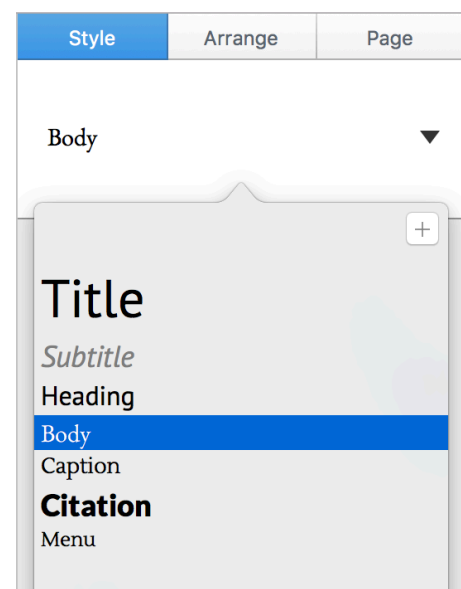 Style Arrange Page
Body
+
Title
Subtitle
Heading
Body
Caption
Citation
Menu